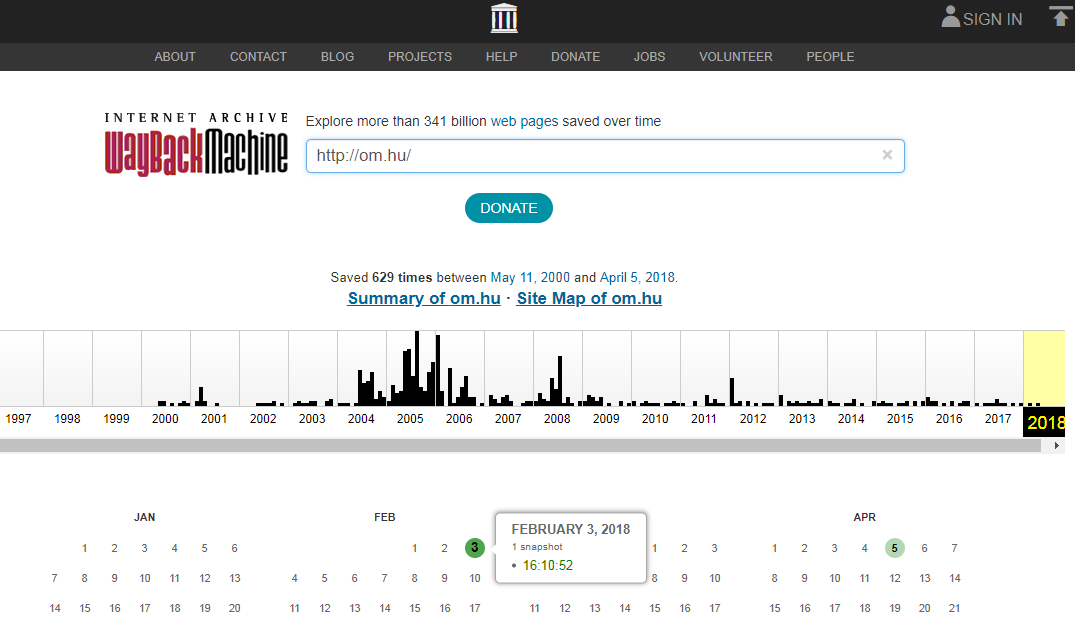 SIGN IN
ABOUT CONTACT BLOG PROJECTS HELP DONATE JOBS VOLUNTEER PEOPLE
INTERNET ARCHIVE
WayBackMachine
Explore more than 341 billion web pages saved over time
http://om.hu/ ×
DONATE
Saved 629 times between May 11, 2000 and April 5, 2018.
Summary of om.hu · Site Map of om.hu
1997 1998 1999 2000 2001 2002 2003 2004 2005 2006 2007 2008 2009 2010 2011 2012 2013 2014 2015 2016 2017 2018
JAN
1 2 3 4 5 6
7 8 9 10 11 12 13
14 15 16 17 18 19 20
FEB
1 2 3
4 5 6 7 8 9 10
11 12 13 14 15 16 17
FEBRUARY 3, 2018
1 snapshot
• 16:10:52
1 2 3
8 9 10
11 12 13 14 15 16 17
APR
1 2 3 4 5 6 7
8 9 10 11 12 13 14
15 16 17 18 19 20 21